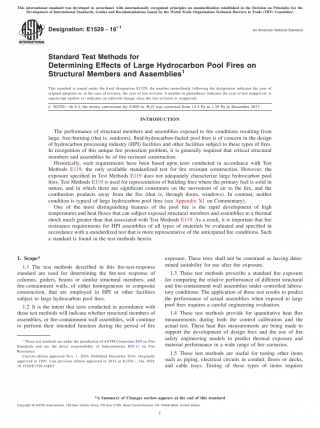 This international standard was developed in accordance with internationally recognized principles on standardization established in the Decision on Principles for the
Development of International Standards, Guides and Recommendations issued by the World Trade Organization Technical Barriers to Trade (TBT) Committee.
Designation: E1529 − 16ε1
An American National Standard
Standard Test Methods for
Determining Effects of Large Hydrocarbon Pool Fires on
Structural Members and Assemblies1
This standard is issued under the fixed designation E1529; the number immediately following the designation indicates the year of
original adoption or, in the case of revision, the year of last revision. A number in parentheses indicates the year of last reapproval. A
superscript epsilon (ε) indicates an editorial change since the last revision or reapproval.
ε1 NOTE—In 8.4, the metric conversion for 0.005 in. H2O was corrected from 13.5 Pa to 1.25 Pa in December 2017.
INTRODUCTION
The performance of structural members and assemblies exposed to fire conditions resulting from
large, free-burning (that is, outdoors), fluid-hydrocarbon-fueled pool fires is of concern in the design
of hydrocarbon processing industry (HPI) facilities and other facilities subject to these types of fires.
In recognition of this unique fire protection problem, it is generally required that critical structural
members and assemblies be of fire-resistant construction.
Historically, such requirements have been based upon tests conducted in accordance with Test
Methods E119, the only available standardized test for fire resistant construction. However, the
exposure specified in Test Methods E119 does not adequately characterize large hydrocarbon pool
fires. Test Methods E119 is used for representation of building fires where the primary fuel is solid in
nature, and in which there are significant constraints on the movement of air to the fire, and the
combustion products away from the fire (that is, through doors, windows). In contrast, neither
condition is typical of large hydrocarbon pool fires (see Appendix X1 on Commentary).
One of the most distinguishing features of the pool fire is the rapid development of high
temperatures and heat fluxes that can subject exposed structural members and assemblies to a thermal
shock much greater than that associated with Test Methods E119. As a result, it is important that fire
resistance requirements for HPI assemblies of all types of materials be evaluated and specified in
accordance with a standardized test that is more representative of the anticipated fire conditions. Such
a standard is found in the test methods herein.
1. Scope*
1.1 The test methods described in this fire-test-response
standard are used for determining the fire-test response of
columns, girders, beams or similar structural members, and
fire-containment walls, of either homogeneous or composite
construction, that are employed in HPI or other facilities
subject to large hydrocarbon pool fires.
1.2 It is the intent that tests conducted in accordance with
these test methods will indicate whether structural members of
assemblies, or fire-containment wall assemblies, will continue
to perform their intended function during the period of fire
1 These test methods are under the jurisdiction of ASTM Committee E05 on Fire
Standards and are the direct responsibility of Subcommittee E05.11 on Fire
Resistance.
Current edition approved Nov. 1, 2016. Published December 2016. Originally
exposure. These tests shall not be construed as having deter-
mined suitability for use after fire exposure.
1.3 These test methods prescribe a standard fire exposure
for comparing the relative performance of different structural
and fire-containment wall assemblies under controlled labora-
tory conditions. The application of these test results to predict
the performance of actual assemblies when exposed to large
pool fires requires a careful engineering evaluation.
1.4 These test methods provide for quantitative heat flux
measurements during both the control calibration and the
actual test. These heat flux measurements are being made to
support the development of design fires and the use of fire
safety engineering models to predict thermal exposure and
material performance in a wide range of fire scenarios.
1.5 These test methods are useful for testing other items
such as piping, electrical circuits in conduit, floors or decks,
and cable trays. Testing of these types of items requires
*A Summary of Changes section appears at the end of this standard
Copyright © ASTM International, 100 Barr Harbor Drive, PO Box C700, West Conshohocken, PA 19428-2959. United States
1